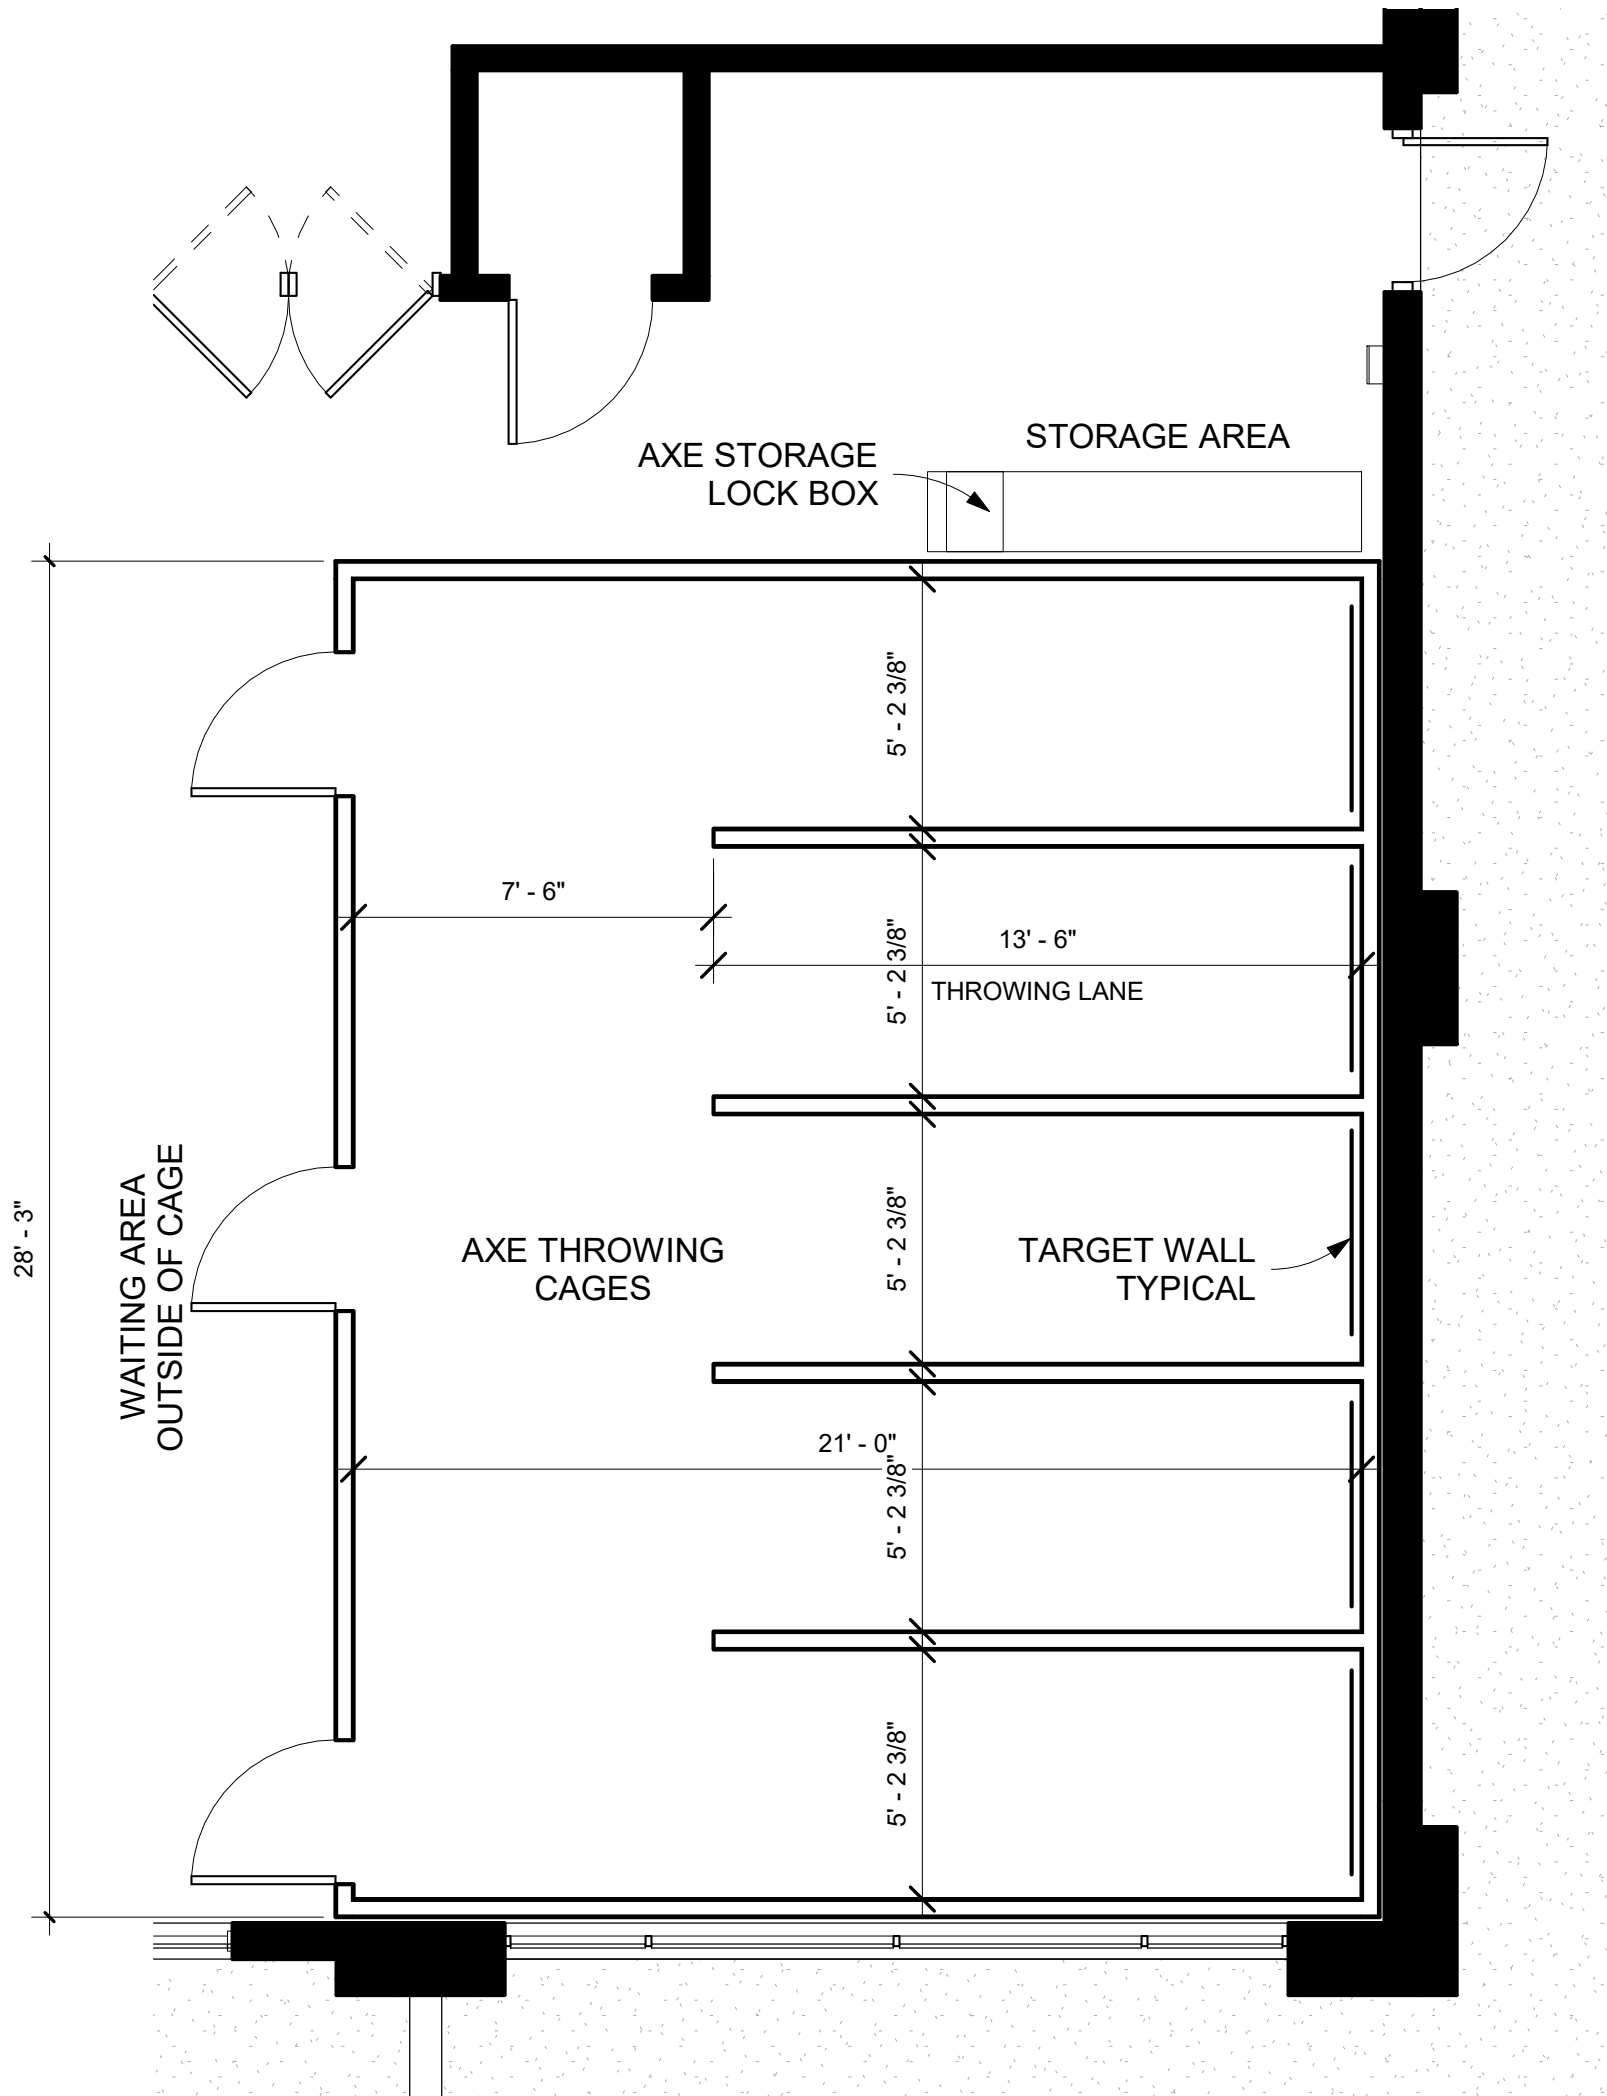 STORAGE AREA
AXE STORAGE
LOCK BOX
5' - 2 3/8"
7' - 6"
5' - 2 3/8"
13' - 6"
THROWING LANE
28' - 3"
WAITING AREA
OUTSIDE OF CAGE
AXE THROWING
CAGES
5' - 2 3/8"
TARGET WALL
TYPICAL
21' - 0"
5' - 2 3/8"
5' - 2 3/8"